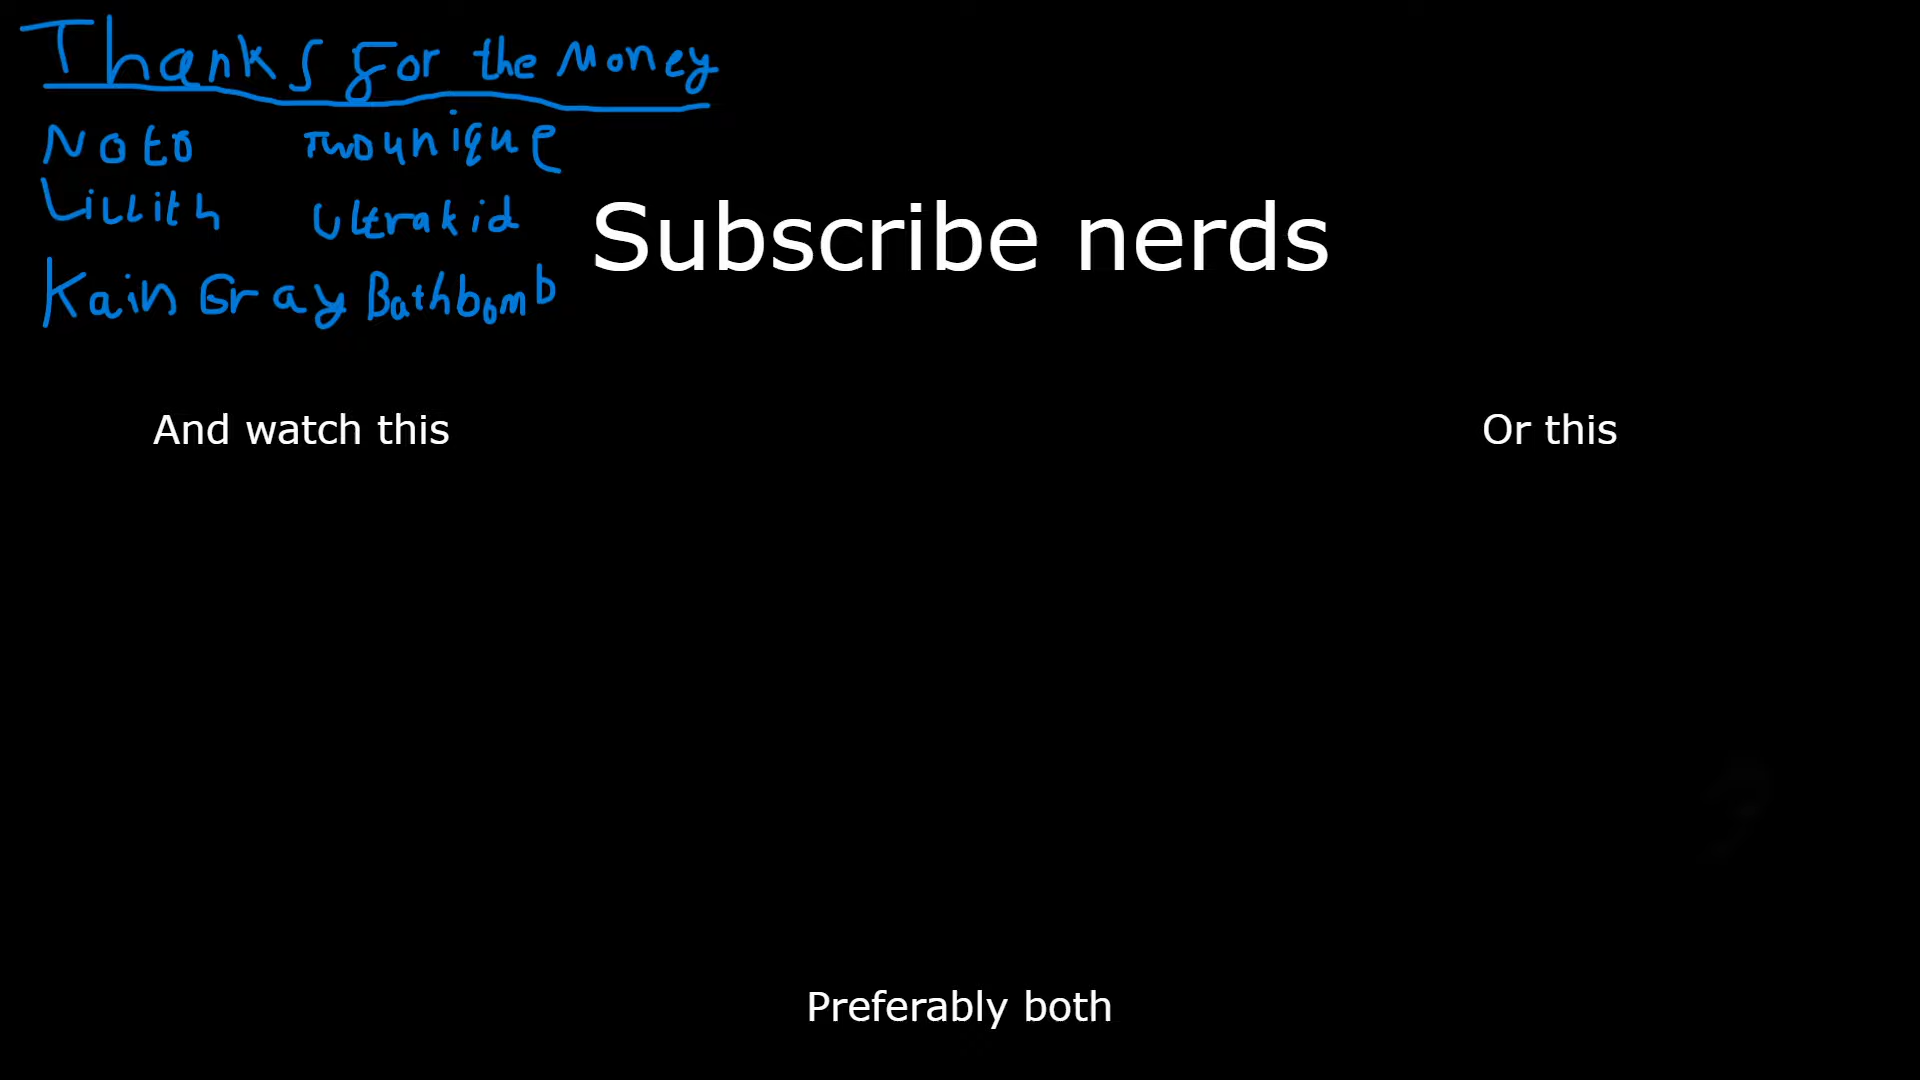 Thanks for the Money
Noto Twounique
Lillith Ultrakid
Subscribe nerds
Kain Gray Bathbomb
And watch this
Or this
Preferably both